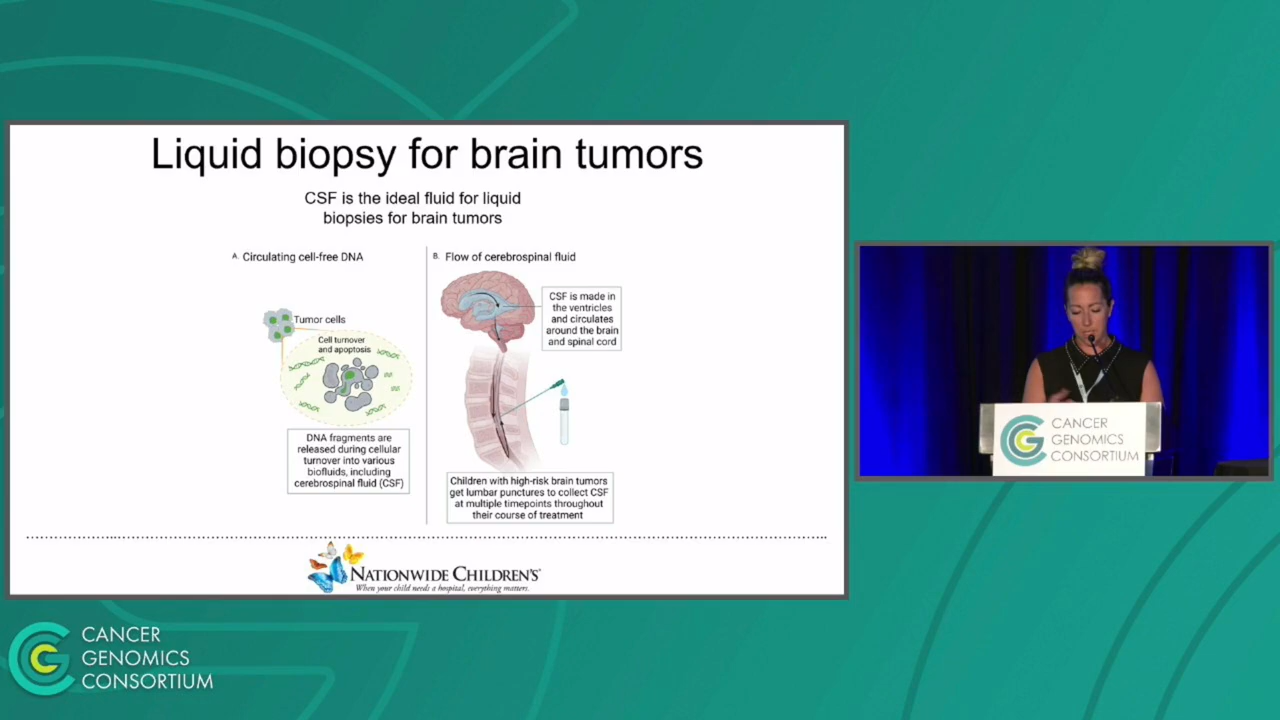 Liquid biopsy for brain tumors
CSF is the ideal fluid for liquid
biopsies for brain tumors
A. Circulating cell-free DNA
Tumor cells
Cell turnover
and apoptosis
DNA fragments are
released during cellular
turnover into various
biofluids, including
cerebrospinal fluid (CSF)
B. Flow of cerebrospinal fluid
CSF is made in
the ventricles
and circulates
around the brain
and spinal cord
Children with high-risk brain tumors
get lumbar punctures to collect CSF
at multiple timepoints throughout
their course of treatment
NATIONWIDE CHILDREN'S
When your child needs a hospital, everything matters.
CANCER
GENOMICS
CONSORTIUM
CANCER
GENOMICS
CONSORTIUM